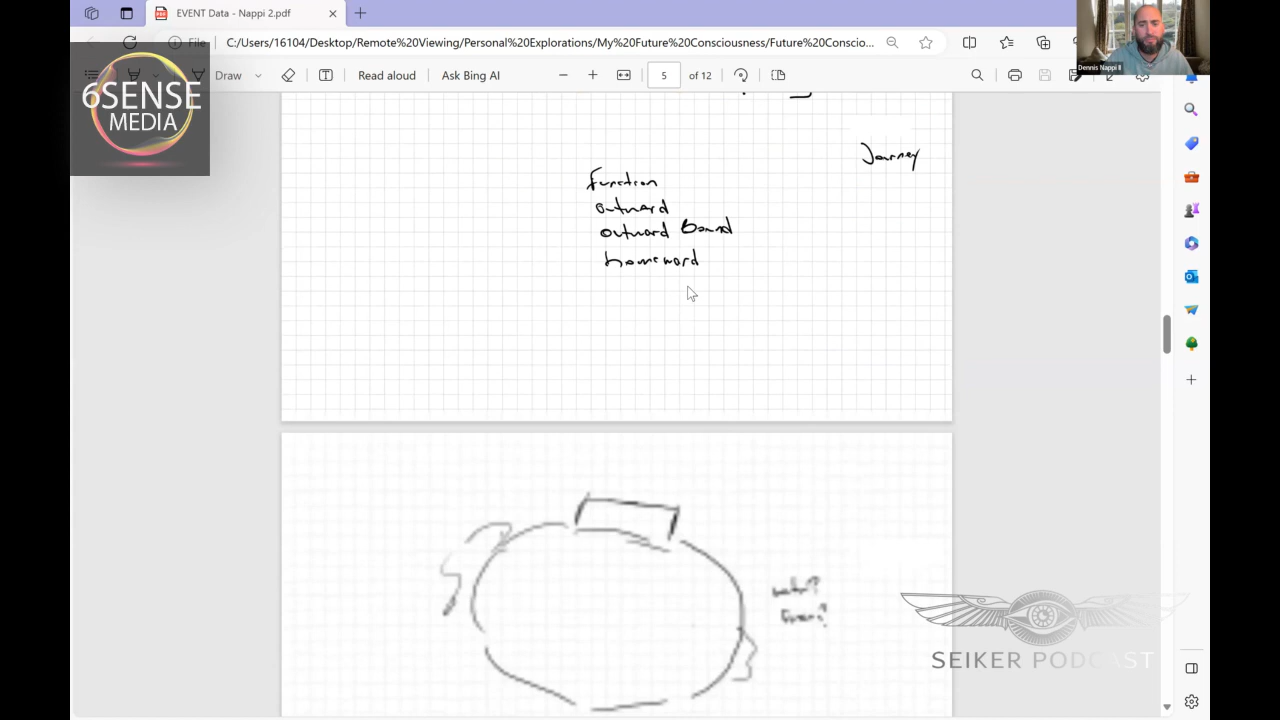 EVENT Data - Nappi 2.pdf
File
C:/Users/16104/Desktop/Remote%20Viewing/Personal%20Explorations/My%20Future%20Consciousness/Future%20Conscio...
Draw
Read aloud
Ask Bing AI
5
of 12
6SENSE
MEDIA
Dennis Nappi II
Journey
function
outward
outward Bound
homeward
water?
SEIKER PODCAST